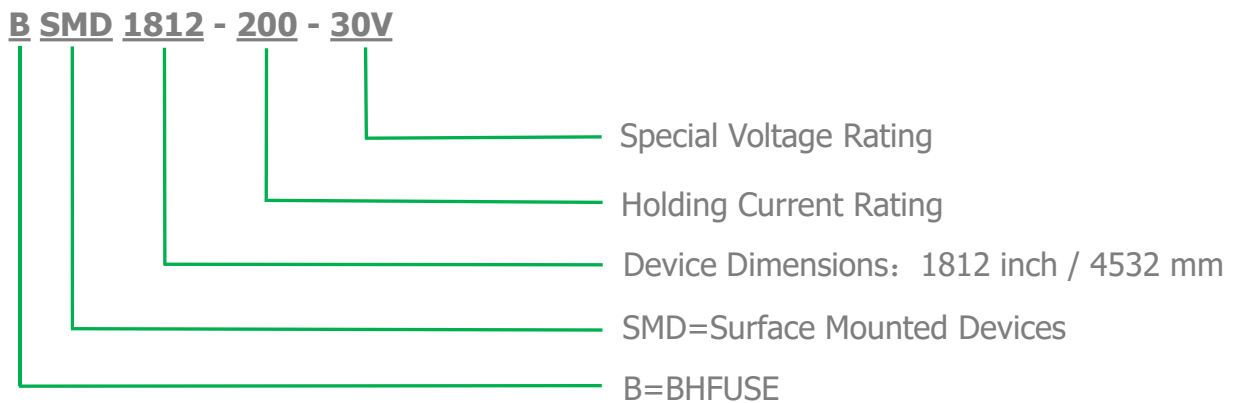 B SMD 1812 - 200 - 30V
Special Voltage Rating
Holding Current Rating
Device Dimensions：1812 inch / 4532 mm
SMD=Surface Mounted Devices
B=BHFUSE